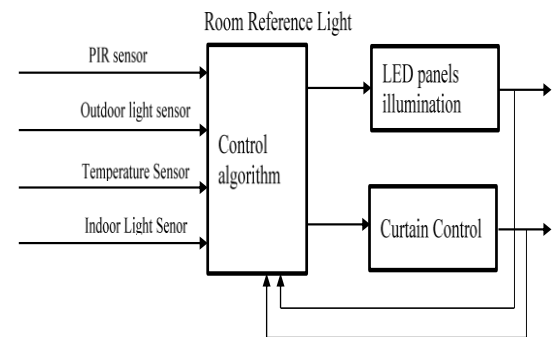 Room Reference Light
PIR sensor
Outdoor light sensor
Temperature Sensor
Indoor Light Senor
Control
algorithm
LED panels
illumination
Curtain Control